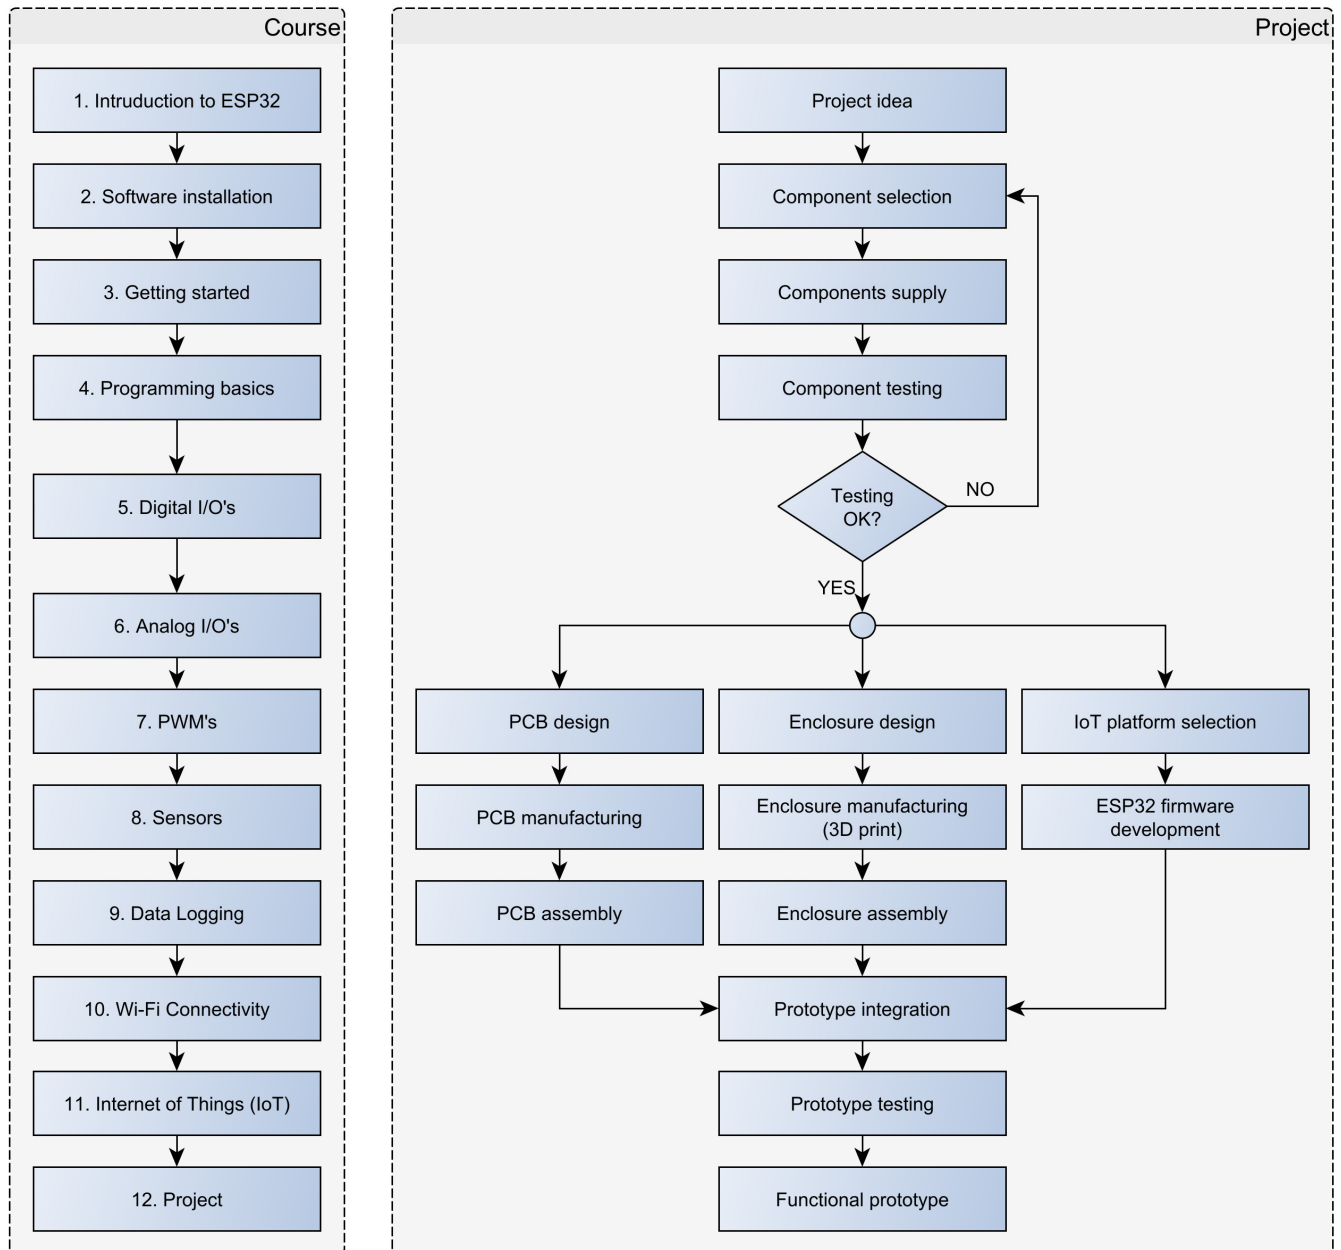 Course
1. Intruduction to ESP32
2. Software installation
3. Getting started
4. Programming basics
5. Digital I/O's
6. Analog I/O's
7. PWM's
8. Sensors
9. Data Logging
10. Wi-Fi Connectivity
11. Internet of Things (IoT)
12. Project
Project
Project idea
Component selection
Components supply
Component testing
Testing
OK?
NO
YES
PCB design
PCB manufacturing
PCB assembly
Enclosure design
Enclosure manufacturing
(3D print)
Enclosure assembly
IoT platform selection
ESP32 firmware
development
Prototype integration
Prototype testing
Functional prototype